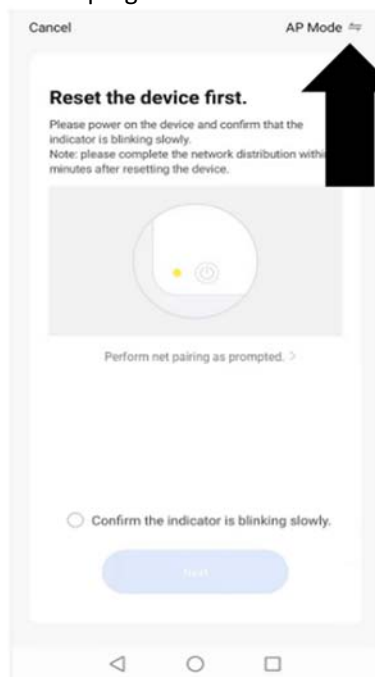 Cancel AP Mode
Reset the device first.
Please power on the device and confirm that the
indicator is blinking slowly.
Note: please complete the network distribution
minutes after resetting the device.
Perform net pairing as prompted. >
Confirm the indicator is blinking slowly.
Next